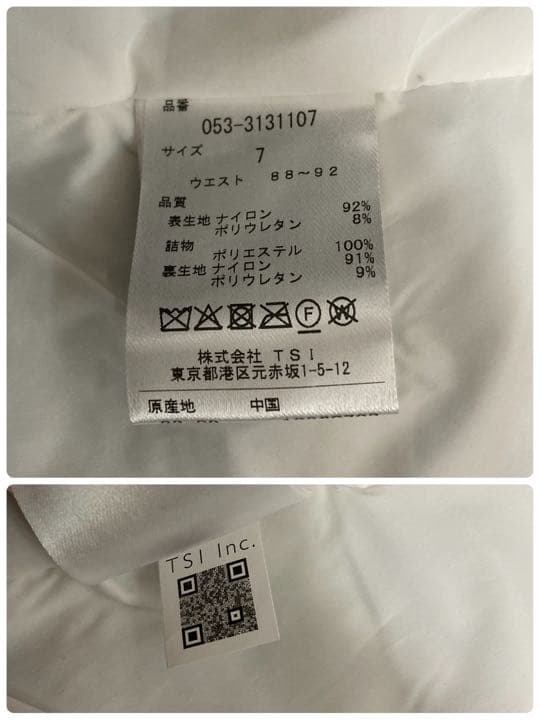 品番
053-3131107
サイズ 7
ウエスト 88～92
品質
表生地 ナイロン 92%
ポリウレタン 8%
詰物 ポリエステル 100%
裏生地 ナイロン 91%
ポリウレタン 9%
F W
株式会社 TSI
東京都港区元赤坂1-5-12
原産地 中国
TSI Inc.